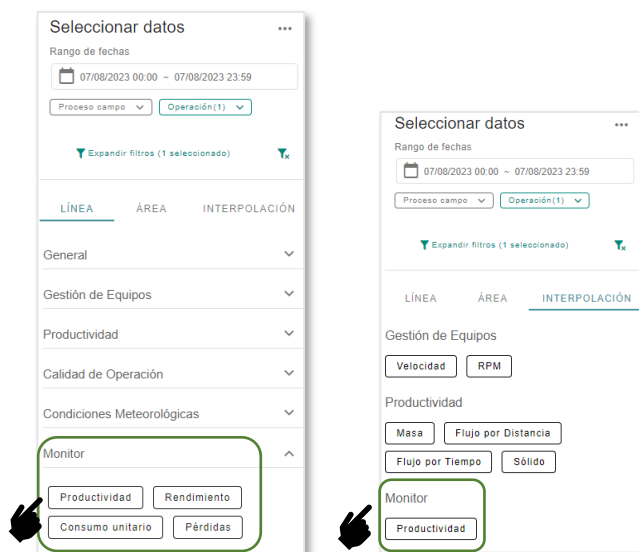 Seleccionar datos
Rango de fechas
07/08/2023 00:00 ~ 07/08/2023 23:59
Proceso campo Operación(1)
Expandir filtros (1 seleccionado)
LÍNEA ÁREA INTERPOLACIÓN
General
Gestión de Equipos
Productividad
Calidad de Operación
Condiciones Meteorológicas
Monitor
Productividad Rendimiento
Consumo unitario Pérdidas
Seleccionar datos
Rango de fechas
07/08/2023 00:00 ~ 07/08/2023 23:59
Proceso campo Operación(1)
Expandir filtros (1 seleccionado)
LÍNEA ÁREA INTERPOLACIÓN
Gestión de Equipos
Velocidad RPM
Productividad
Masa Flujo por Distancia
Flujo por Tiempo Sólido
Monitor
Productividad